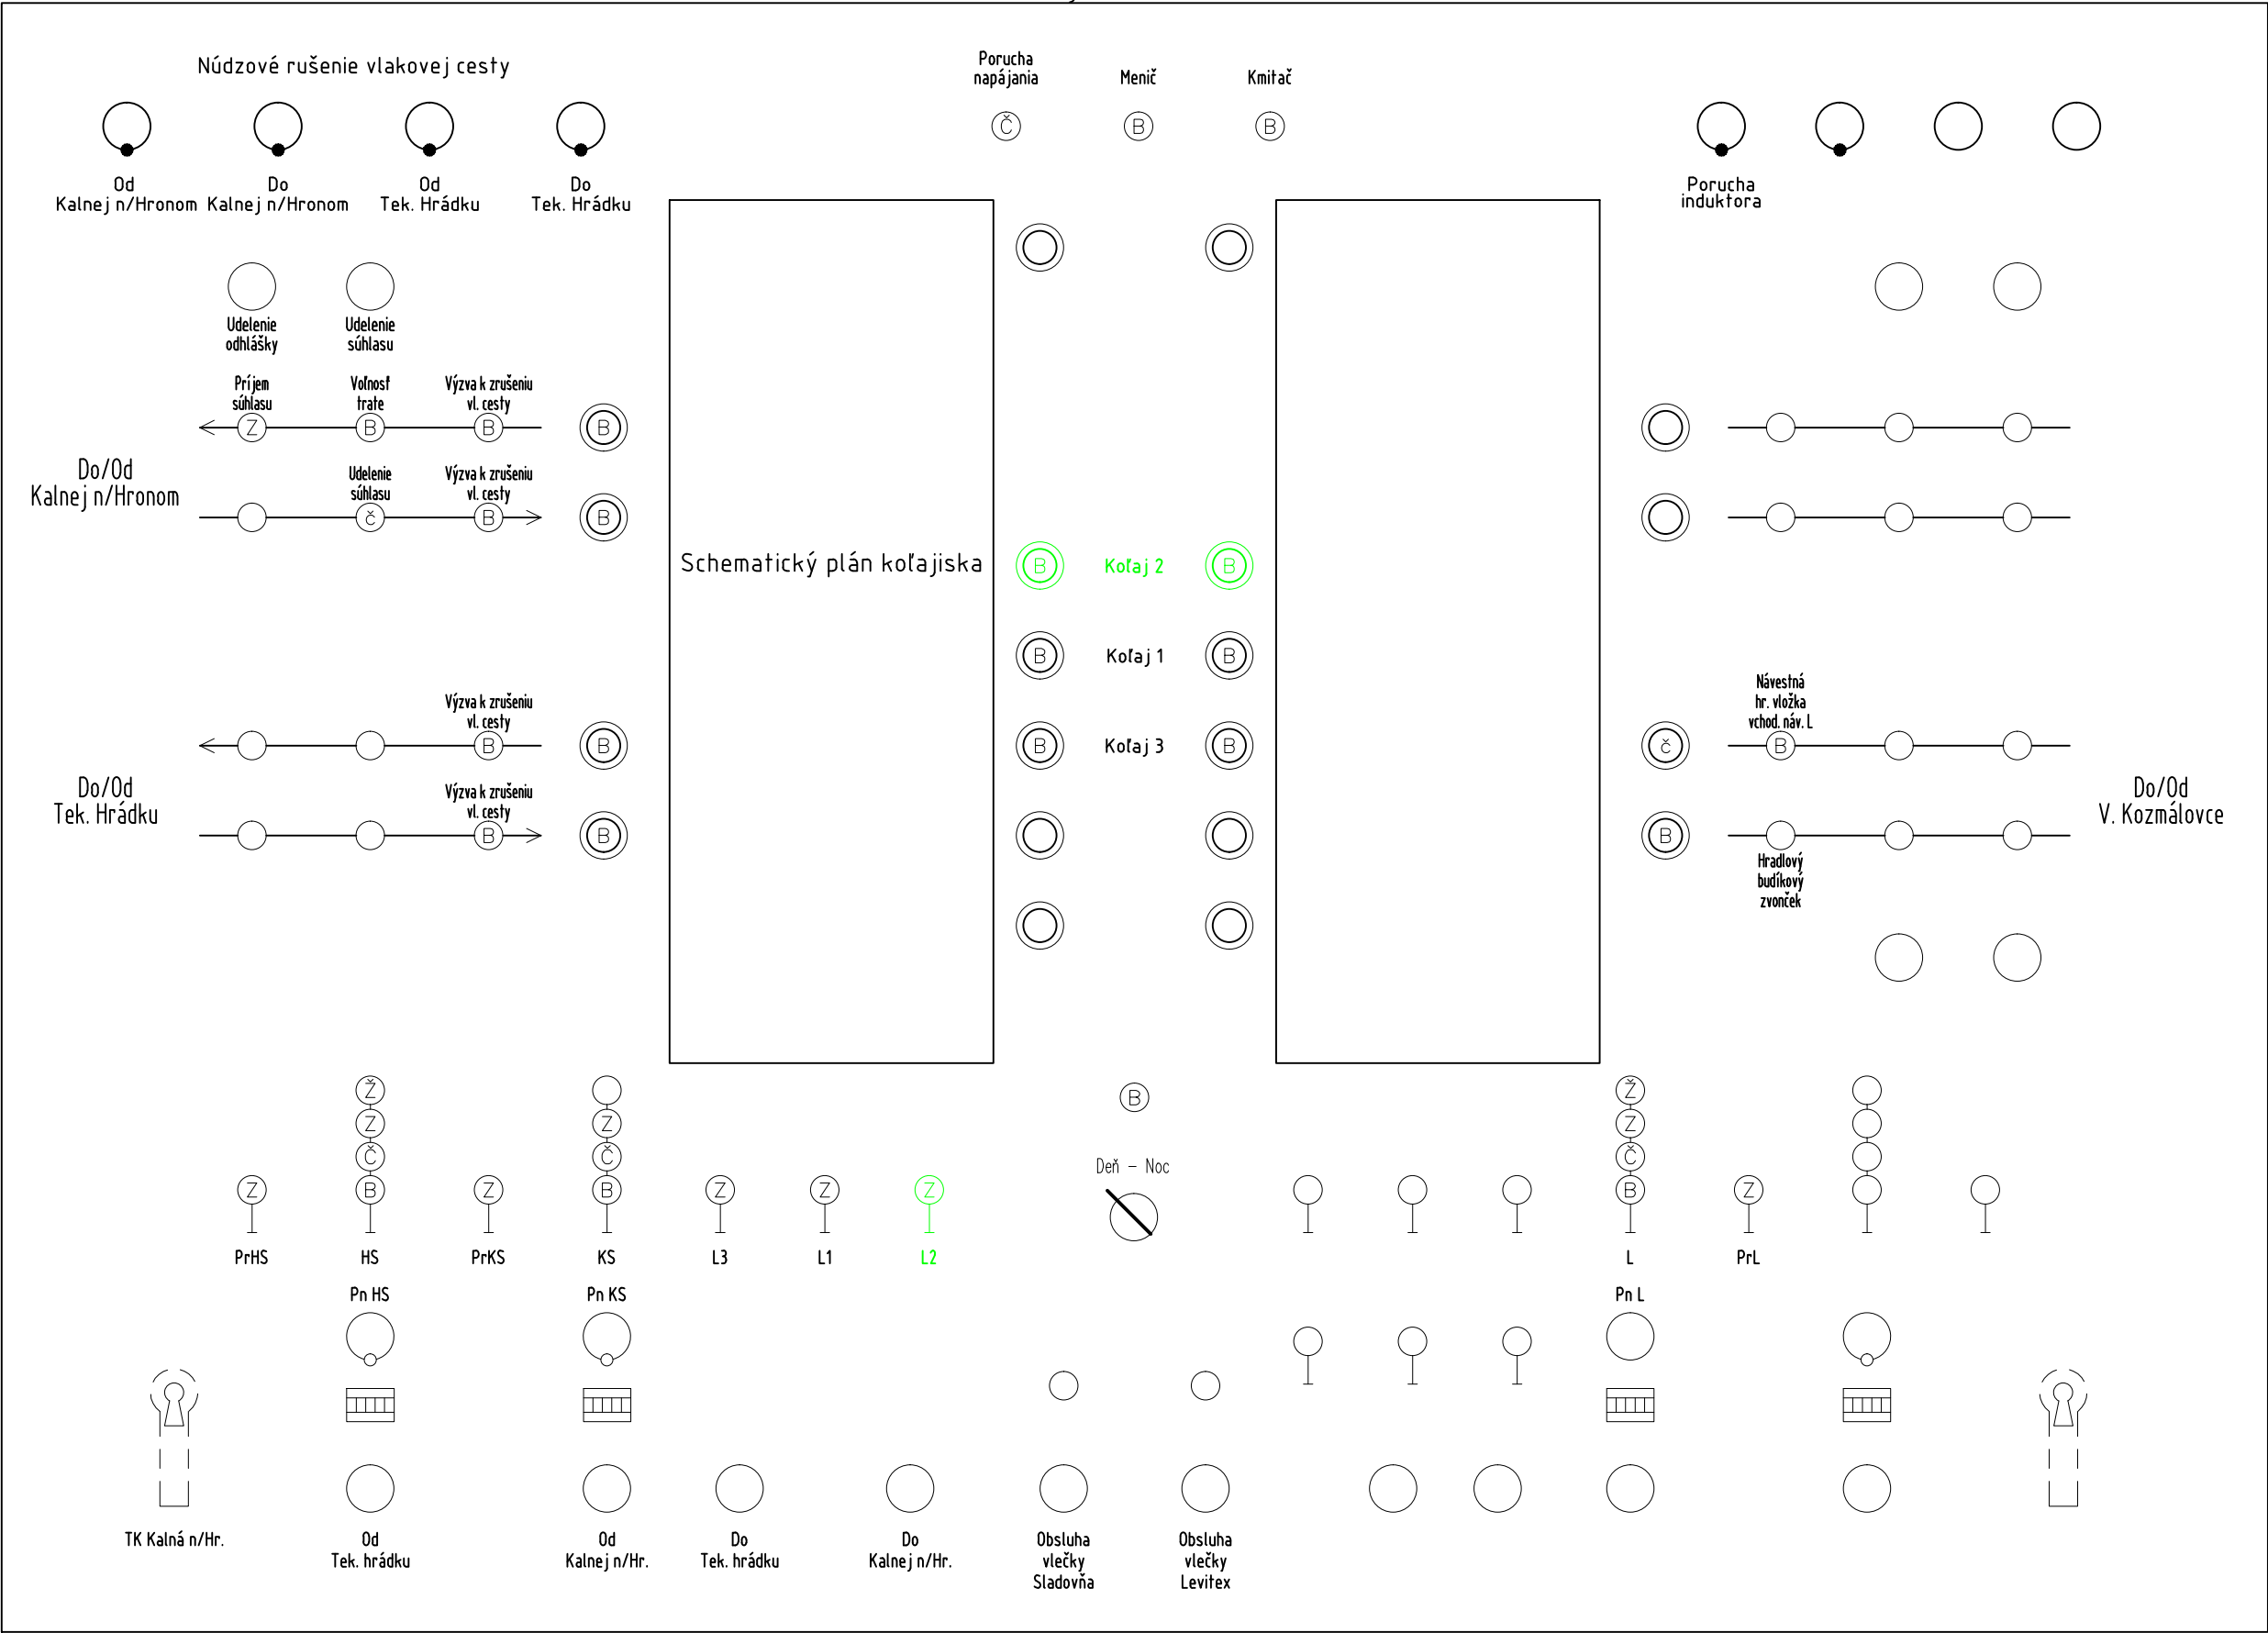 Núdzové rušenie vlakovej cesty
Porucha
napájania
Menič
Kmitač
Č
B
B
Od
Kalnej n/Hronom
Do
Kalnej n/Hronom
Od
Tek. Hrádku
Do
Tek. Hrádku
Porucha
induktora
Udelenie
odhlášky
Udelenie
súhlasu
Príjem
súhlasu
Voľnosť
trate
Výzva k zrušeniu
vl. cesty
Z
B
B
B
Do/Od
Kalnej n/Hronom
Udelenie
súhlasu
Výzva k zrušeniu
vl. cesty
č
B
B
Schematický plán koľajiska
B
Koľaj 2
B
B
Koľaj 1
B
B
Koľaj 3
B
Výzva k zrušeniu
vl. cesty
B
B
Do/Od
Tek. Hrádku
Výzva k zrušeniu
vl. cesty
B
B
Návestná
hr. vložka
vchod. náv. L
č
B
B
Do/Od
V. Kozmálovce
Hradlový
budíkový
zvonček
B
Deň - Noc
Z
PrHS
Ž
Z
Č
B
HS
Z
PrKS
Z
Č
B
KS
Z
L3
Z
L1
Z
L2
Ž
Z
Č
B
L
Z
PrL
Pn HS
Pn KS
Pn L
TK Kalná n/Hr.
Od
Tek. hrádku
Od
Kalnej n/Hr.
Do
Tek. hrádku
Do
Kalnej n/Hr.
Obsluha
vlečky
Sladovňa
Obsluha
vlečky
Levitex